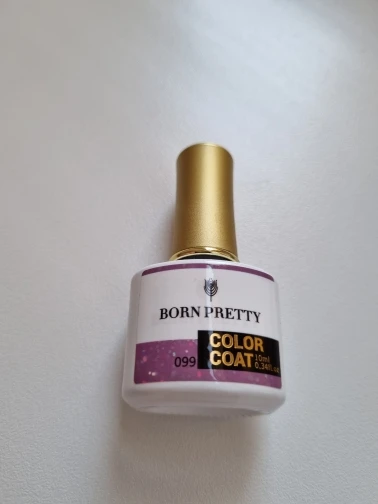 BORN PRETTY
099
COLOR
COAT 10ml